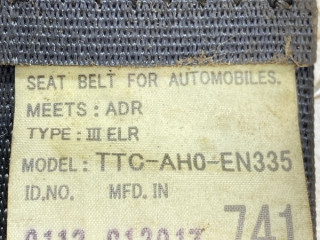 SEAT BELT FOR AUTOMOBILES.
MEETS: ADR
TYPE: III ELR
MODEL: TTC-AH0-EN335
ID.NO. MFD. IN
741